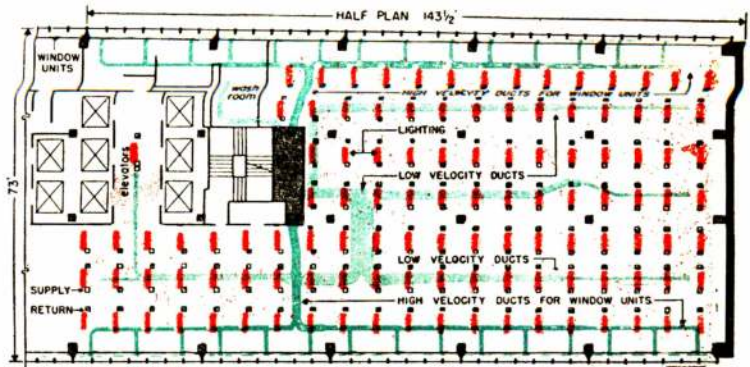 HALF PLAN 143½'
WINDOW
UNITS
wash
room
HIGH VELOCITY DUCTS FOR WINDOW UNITS
LIGHTING
elevators
LOW VELOCITY DUCTS
73'
LOW VELOCITY DUCTS
SUPPLY
HIGH VELOCITY DUCTS FOR WINDOW UNITS
RETURN